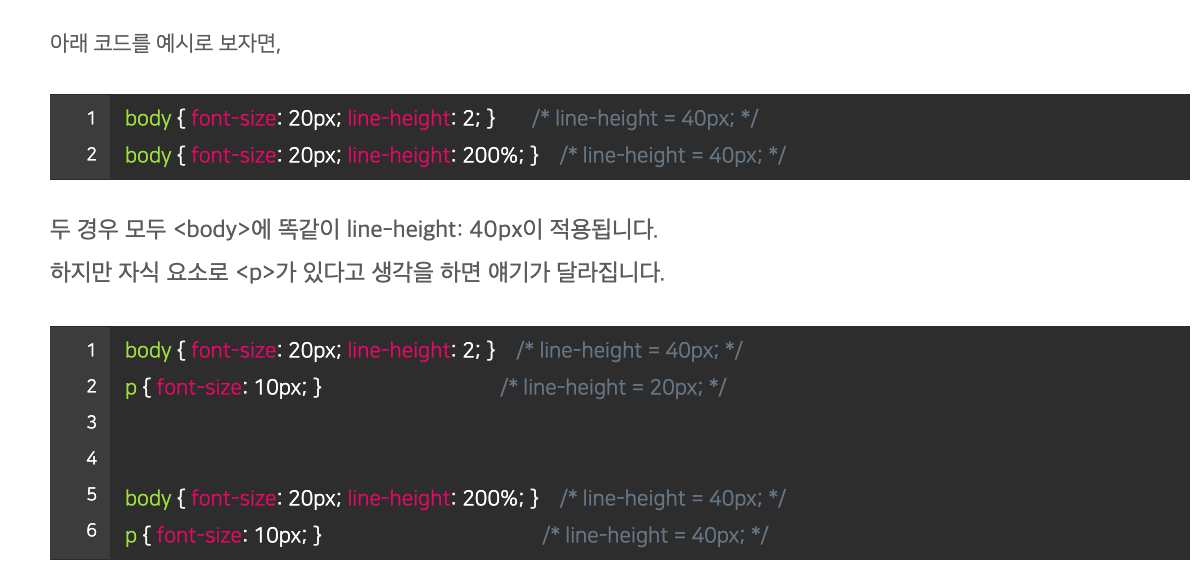 아래 코드를 예시로 보자면,
1 body { font-size: 20px; line-height: 2; } /* line-height = 40px; */
2 body { font-size: 20px; line-height: 200%; } /* line-height = 40px; */
두 경우 모두 <body>에 똑같이 line-height: 40px이 적용됩니다.
하지만 자식 요소로 <p>가 있다고 생각을 하면 얘기가 달라집니다.
1 body { font-size: 20px; line-height: 2; } /* line-height = 40px; */
2 p { font-size: 10px; } /* line-height = 20px; */
3
4
5 body { font-size: 20px; line-height: 200%; } /* line-height = 40px; */
6 p { font-size: 10px; } /* line-height = 40px; */